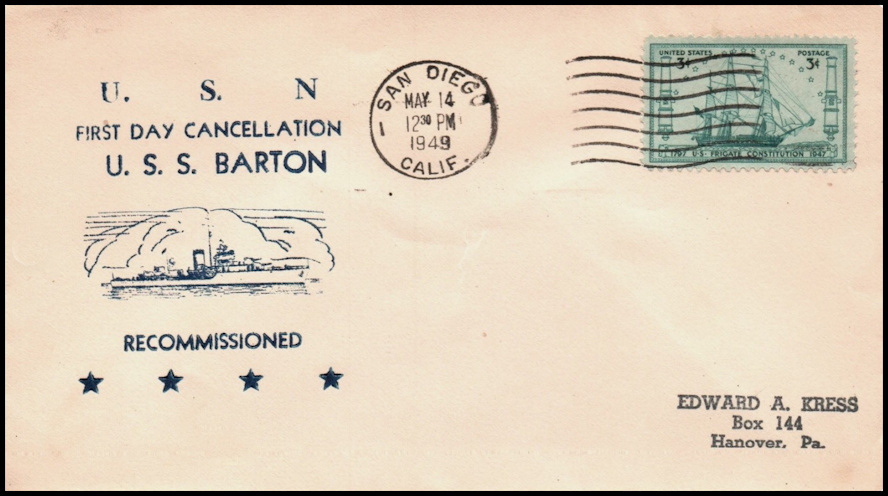 U. S. N
FIRST DAY CANCELLATION
U. S. S. BARTON
RECOMMISSIONED
SAN DIEGO
1
MAY 14
12 30 PM
1949
CALIF.
UNITED STATES POSTAGE
3¢ 3¢
1797 U·S· FRIGATE CONSTITUTION 1947
EDWARD A. KRESS
Box 144
Hanover, Pa.